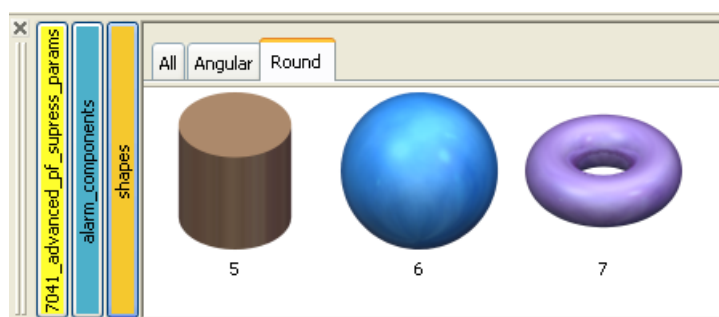 7041_advanced_pf_supress_params
alarm_components
shapes
All Angular Round
5 6 7